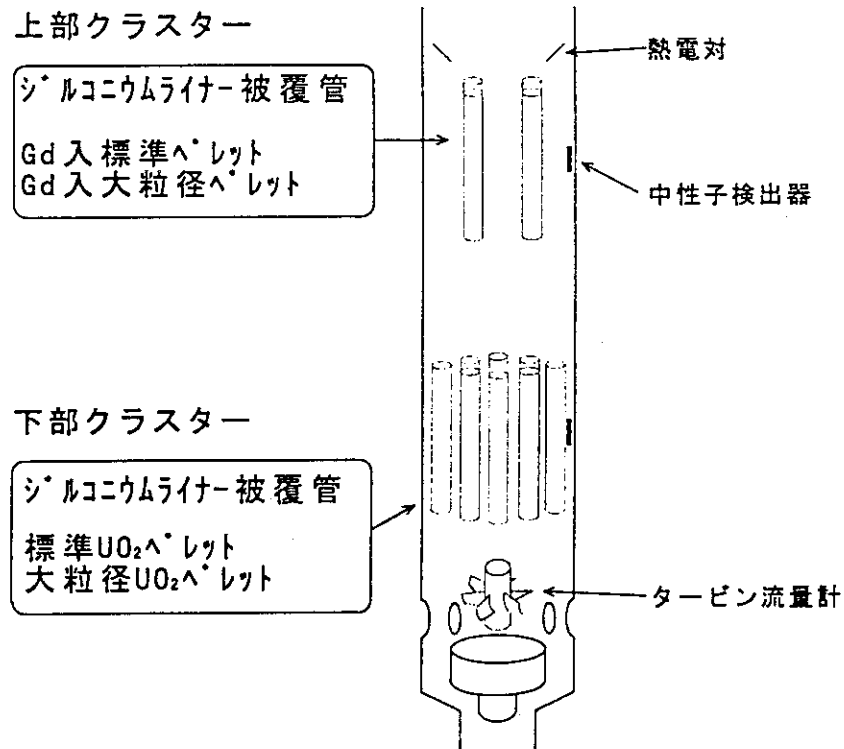 上部クラスター
ジルコニウムライナー被覆管
Gd入標準ペレット
Gd入大粒径ペレット
熱電対
中性子検出器
下部クラスター
ジルコニウムライナー被覆管
標準UO₂ペレット
大粒径UO₂ペレット
タービン流量計